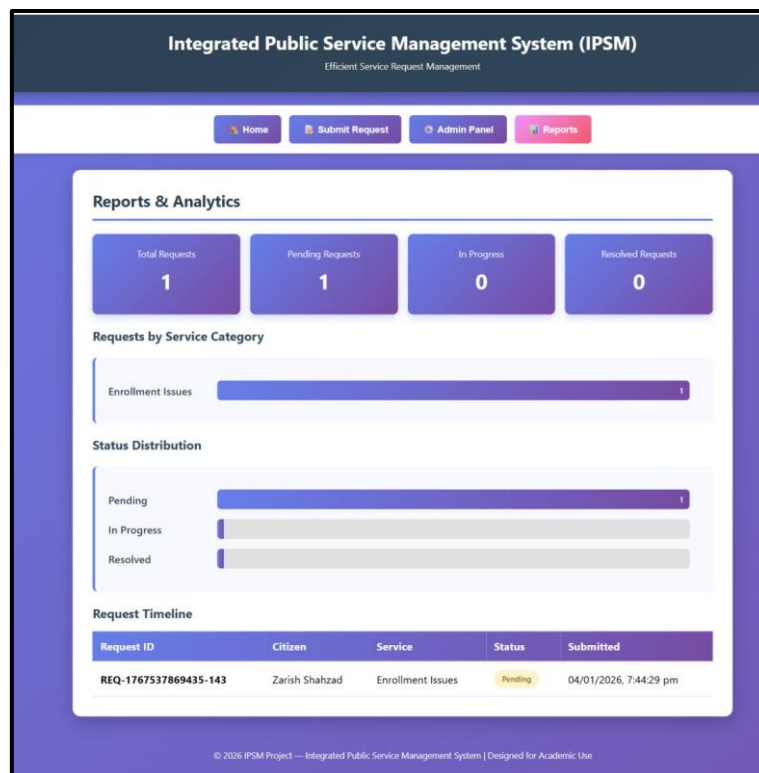 Integrated Public Service Management System (IPSM)
Efficient Service Request Management
Home Submit Request Admin Panel Reports
Reports & Analytics
Total Requests Pending Requests In Progress Resolved Requests
1 1 0 0
Requests by Service Category
Enrollment Issues 1
Status Distribution
Pending 1
In Progress
Resolved
Request Timeline
Request ID Citizen Service Status Submitted
REQ-1767537869435-143 Zarish Shahzad Enrollment Issues Pending 04/01/2026, 7:44:29 pm
© 2026 IPSM Project — Integrated Public Service Management System | Designed for Academic Use